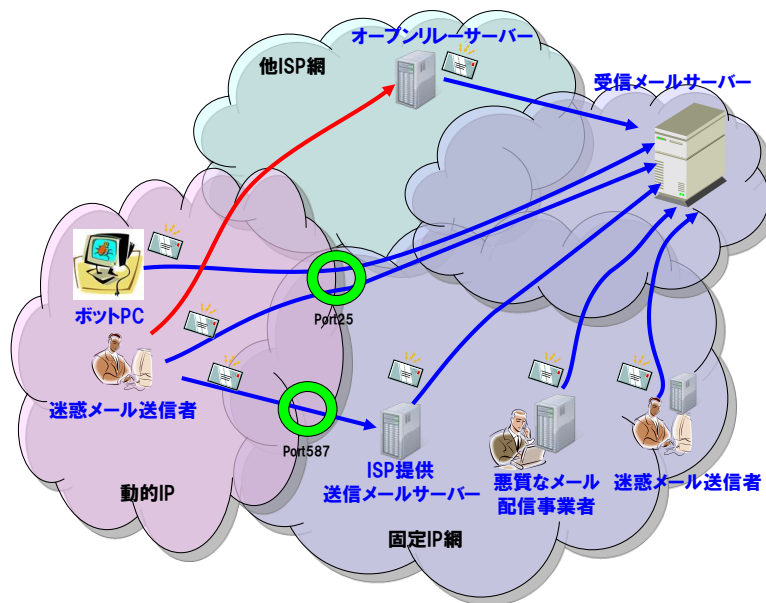 オープンリレーサーバー
他ISP網
受信メールサーバー
ボットPC
Port25
迷惑メール送信者
Port587
ISP提供
送信メールサーバー
悪質なメール
配信事業者
迷惑メール送信者
動的IP
固定IP網